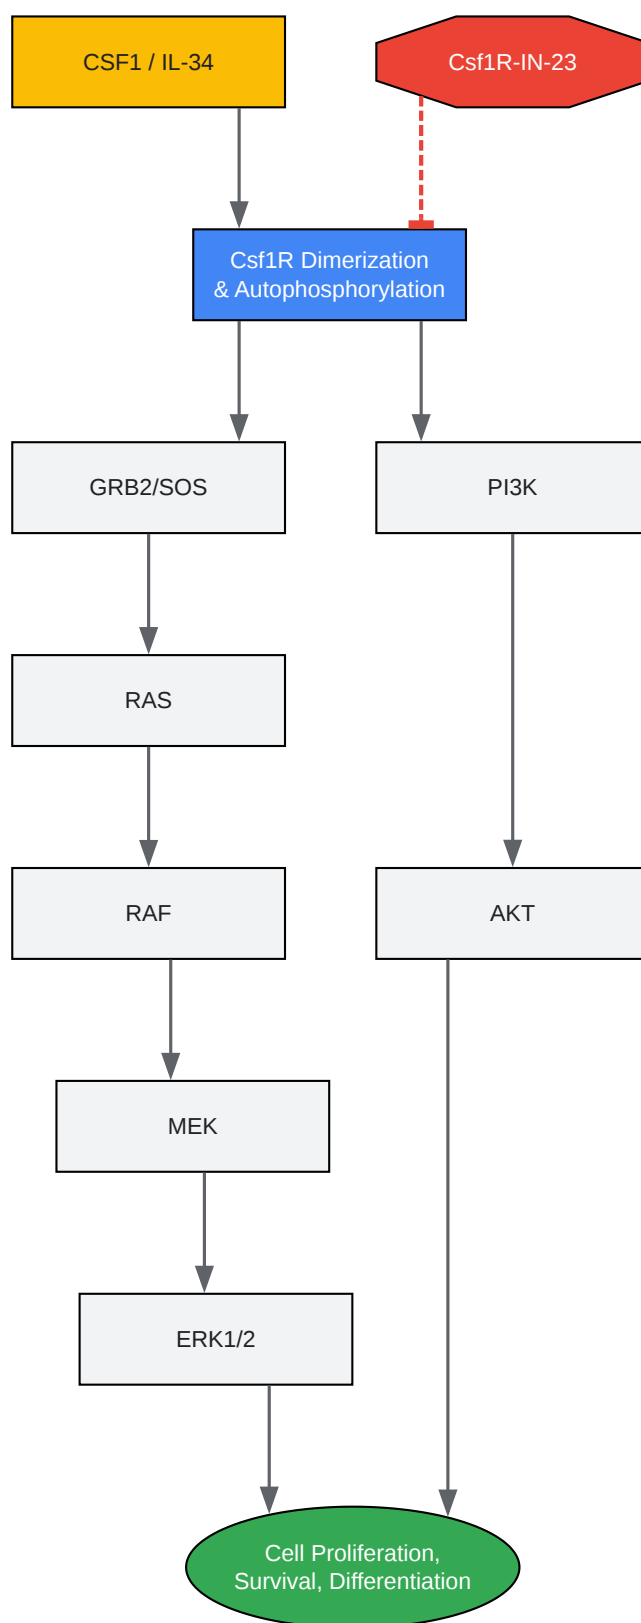 CSF1 / IL-34
Csf1R-IN-23
Csf1R Dimerization
& Autophosphorylation
GRB2/SOS
PI3K
RAS
RAF
AKT
MEK
ERK1/2
Cell Proliferation,
Survival, Differentiation